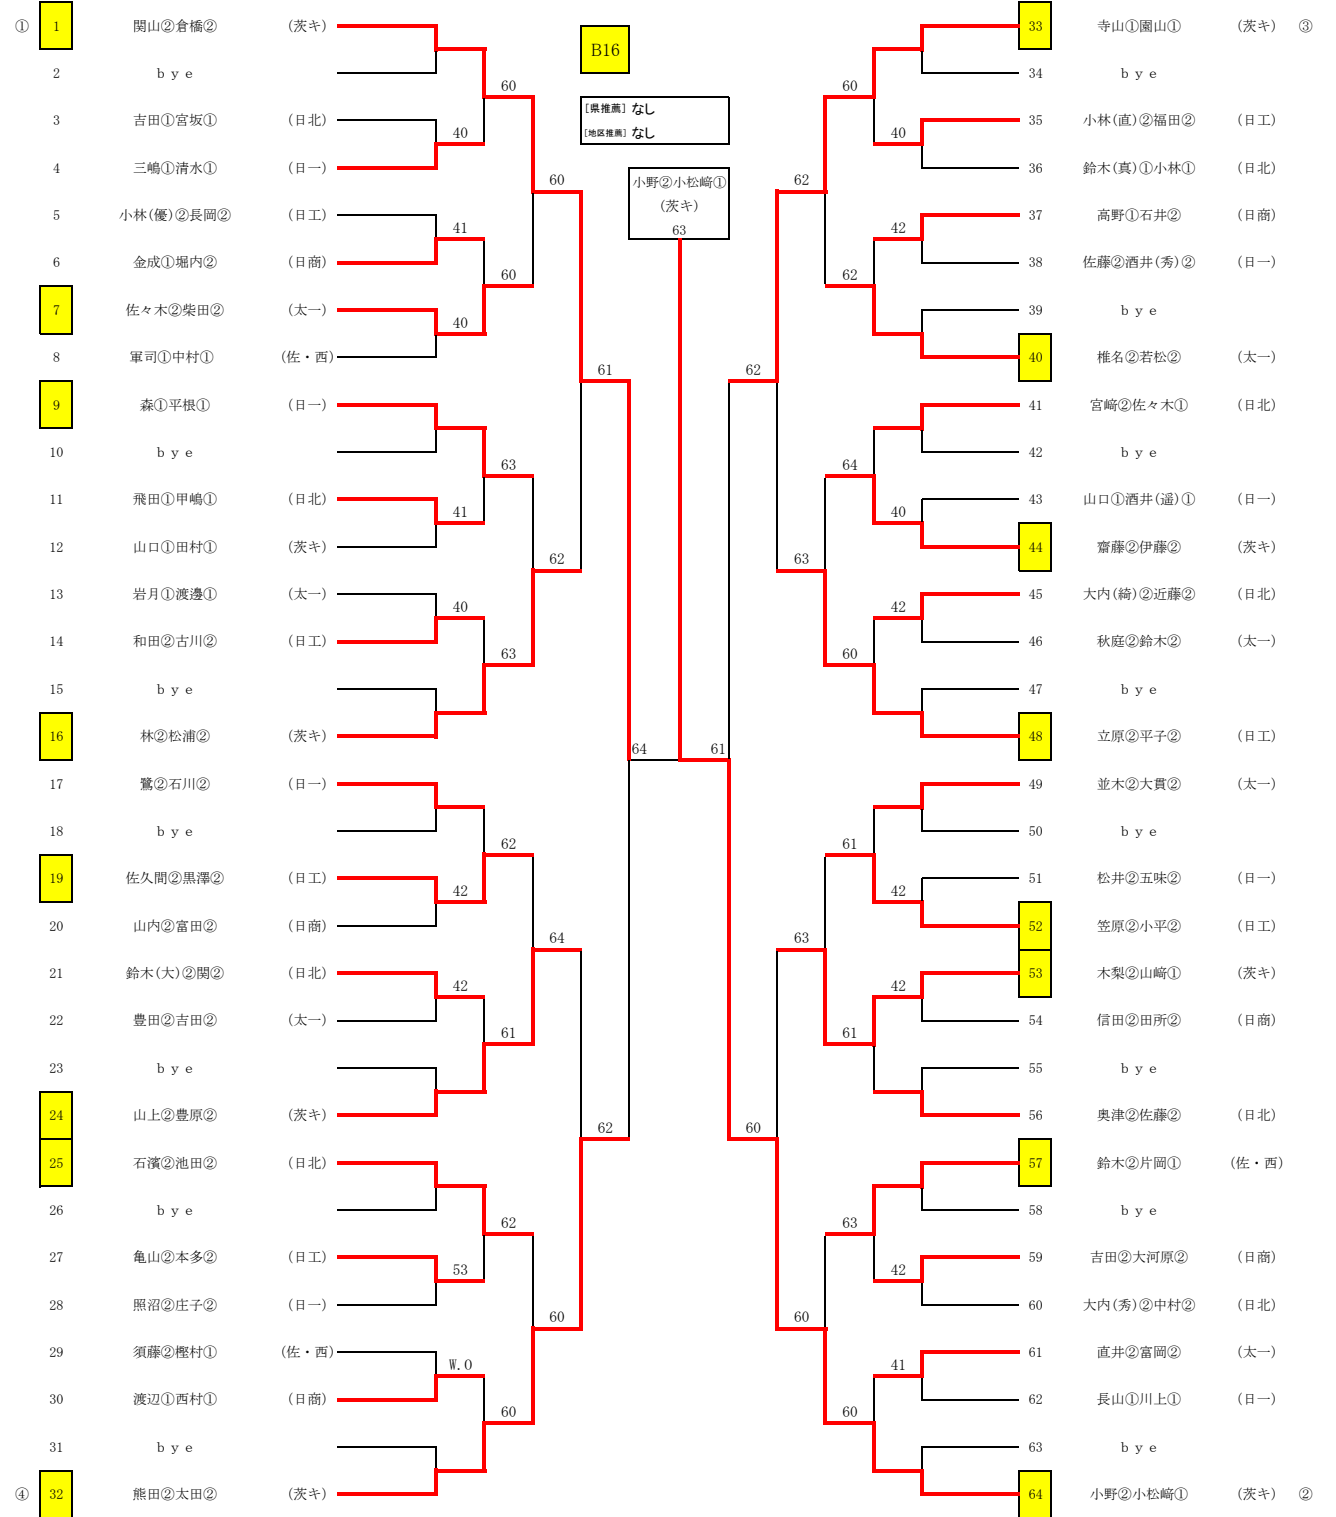 ① 1 関山②倉橋② (茨キ)
2 ｂｙｅ
60
3 吉田①宮坂① (日北)
40
4 三嶋①清水① (日一)
60
5 小林(優)②長岡② (日工)
41
6 金成①堀内② (日商)
60
7 佐々木②柴田② (太一)
40
8 軍司①中村① (佐・西)
61
9 森①平根① (日一)
10 ｂｙｅ
63
11 飛田①甲嶋① (日北)
41
12 山口①田村① (茨キ)
62
13 岩月①渡邊① (太一)
40
14 和田②古川② (日工)
63
15 ｂｙｅ
16 林②松浦② (茨キ)
64
17 鷺②石川② (日一)
18 ｂｙｅ
62
19 佐久間②黒澤② (日工)
42
20 山内②富田② (日商)
64
21 鈴木(大)②関② (日北)
42
22 豊田②吉田② (太一)
61
23 ｂｙｅ
24 山上②豊原② (茨キ)
62
25 石濱②池田② (日北)
26 ｂｙｅ
62
27 亀山②本多② (日工)
53
28 照沼②庄子② (日一)
60
29 須藤②樫村① (佐・西)
W.O
30 渡辺①西村① (日商)
60
31 ｂｙｅ
④ 32 熊田②太田② (茨キ)
B16
[県推薦] なし
[地区推薦] なし
小野②小松﨑①
(茨キ)
63
33 寺山①園山① (茨キ) ③
34 ｂｙｅ
60
35 小林(直)②福田② (日工)
40
36 鈴木(真)①小林① (日北)
62
37 高野①石井② (日商)
42
38 佐藤②酒井(秀)② (日一)
62
39 ｂｙｅ
40 椎名②若松② (太一)
62
41 宮﨑②佐々木① (日北)
42 ｂｙｅ
64
43 山口①酒井(遥)① (日一)
40
44 齋藤②伊藤② (茨キ)
63
45 大内(綺)②近藤② (日北)
42
46 秋庭②鈴木② (太一)
60
47 ｂｙｅ
48 立原②平子② (日工)
61
49 並木②大貫② (太一)
50 ｂｙｅ
61
51 松井②五味② (日一)
42
52 笠原②小平② (日工)
63
53 木梨②山﨑① (茨キ)
42
54 信田②田所② (日商)
61
55 ｂｙｅ
56 奥津②佐藤② (日北)
60
57 鈴木②片岡① (佐・西)
58 ｂｙｅ
63
59 吉田②大河原② (日商)
42
60 大内(秀)②中村② (日北)
60
61 直井②富岡② (太一)
41
62 長山①川上① (日一)
60
63 ｂｙｅ
64 小野②小松﨑① (茨キ) ②